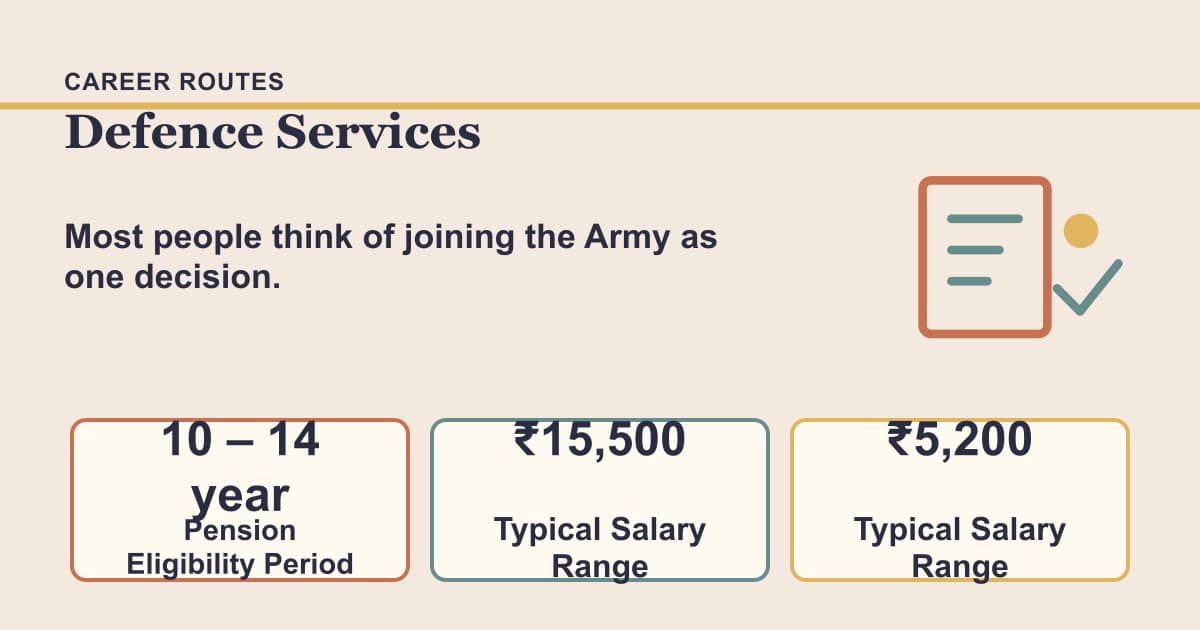 CAREER ROUTES
Defence Services
Most people think of joining the Army as
one decision.
10 – 14
year
Pension
Eligibility Period
₹15,500
Typical Salary
Range
₹5,200
Typical Salary
Range